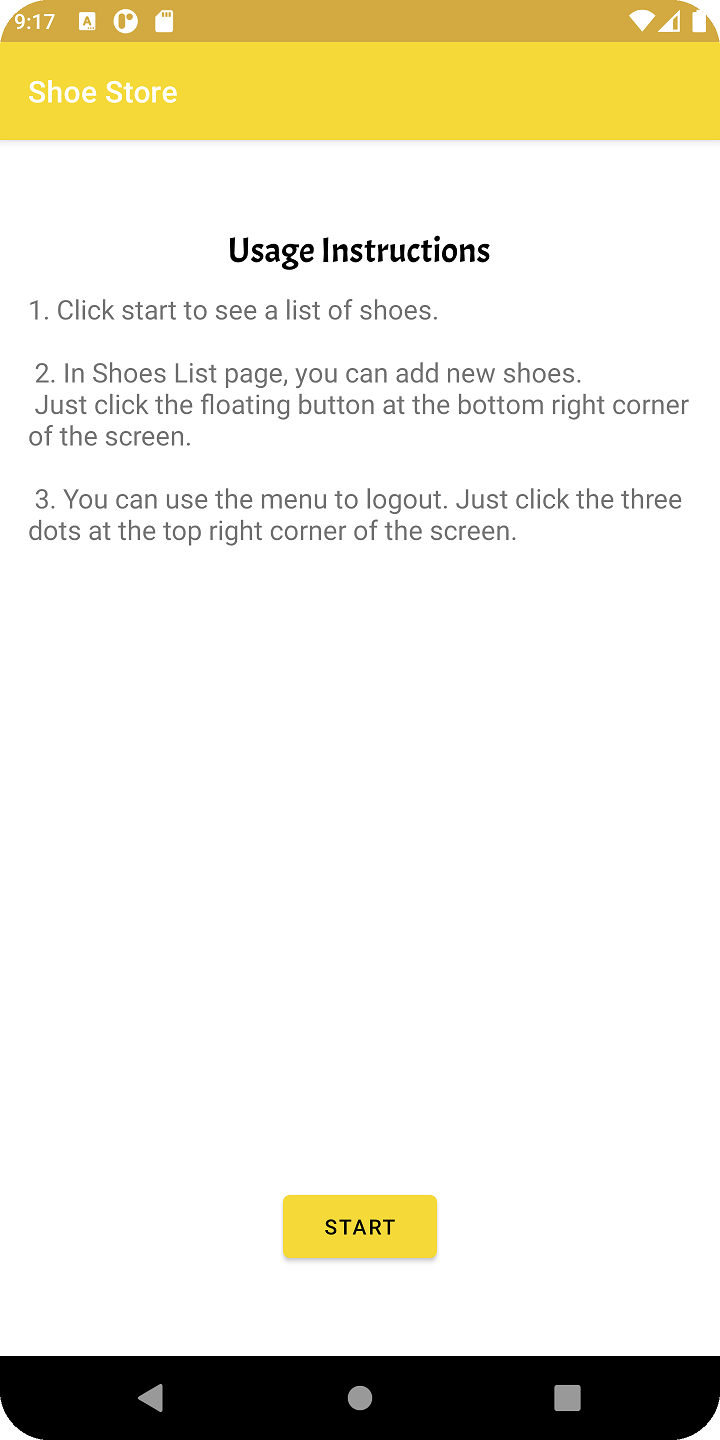 9:17
Shoe Store
Usage Instructions
1. Click start to see a list of shoes.
2. In Shoes List page, you can add new shoes.
Just click the floating button at the bottom right corner
of the screen.
3. You can use the menu to logout. Just click the three
dots at the top right corner of the screen.
START